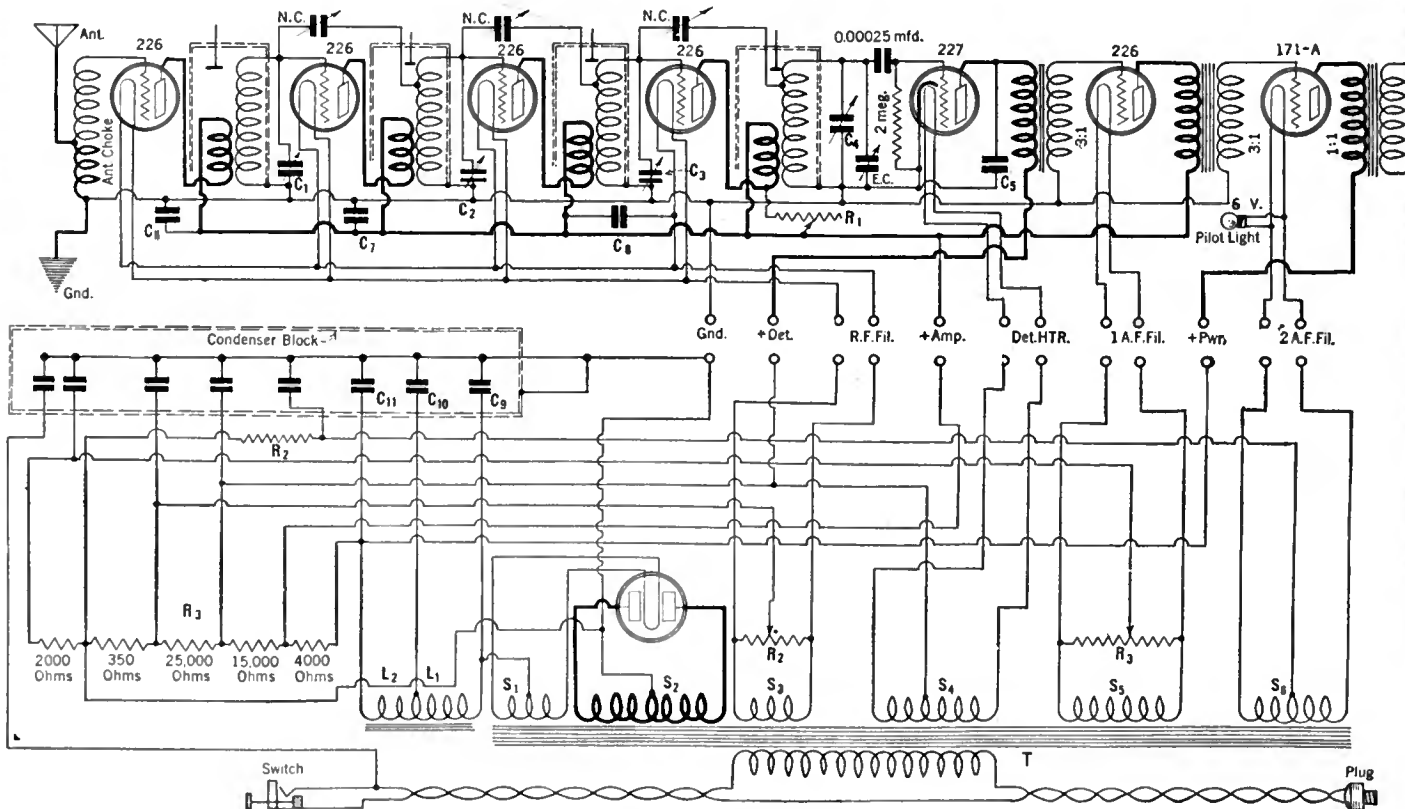 Ant.
226
N.C.
226
N.C.
226
N.C.
226
0.00025 mfd.
227
226
171-A
Ant Choke
C1
C2
C3
C4
2 meg.
E.C.
C5
3:1
3:1
1:1
C6
C7
C8
R1
6 V.
Pilot Light
Gnd.
Condenser Block
Gnd.
+Det.
R.F.Fil.
+Amp.
Det.HTR.
1 A.F.Fil.
+Pwr.
2 A.F.Fil.
C11
C10
C9
R2
R3
2000 Ohms
350 Ohms
25,000 Ohms
15,000 Ohms
4000 Ohms
L2
L1
S1
S2
R2
S3
S4
R3
S5
S6
T
Switch
Plug